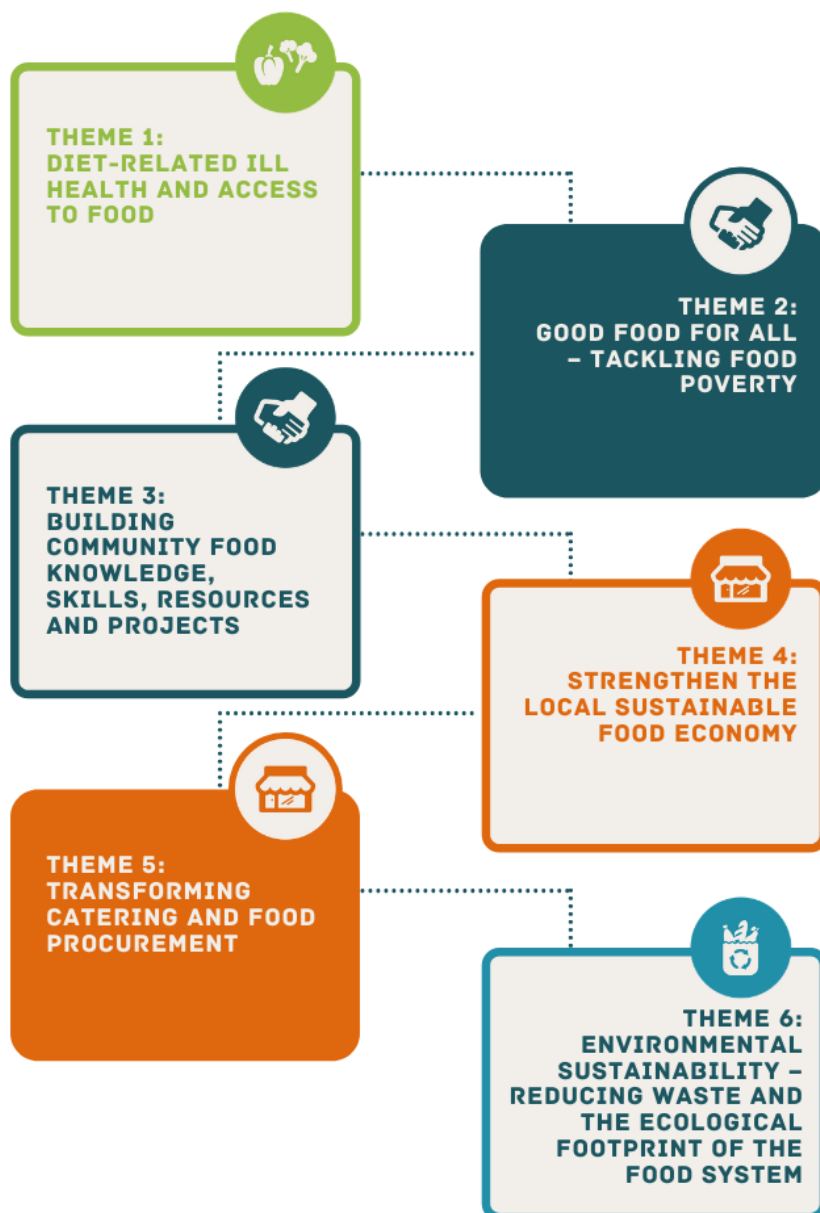 THEME 1:
DIET-RELATED ILL
HEALTH AND ACCESS
TO FOOD
THEME 2:
GOOD FOOD FOR ALL
– TACKLING FOOD
POVERTY
THEME 3:
BUILDING
COMMUNITY FOOD
KNOWLEDGE,
SKILLS, RESOURCES
AND PROJECTS
THEME 4:
STRENGTHEN THE
LOCAL SUSTAINABLE
FOOD ECONOMY
THEME 5:
TRANSFORMING
CATERING AND FOOD
PROCUREMENT
THEME 6:
ENVIRONMENTAL
SUSTAINABILITY –
REDUCING WASTE AND
THE ECOLOGICAL
FOOTPRINT OF THE
FOOD SYSTEM